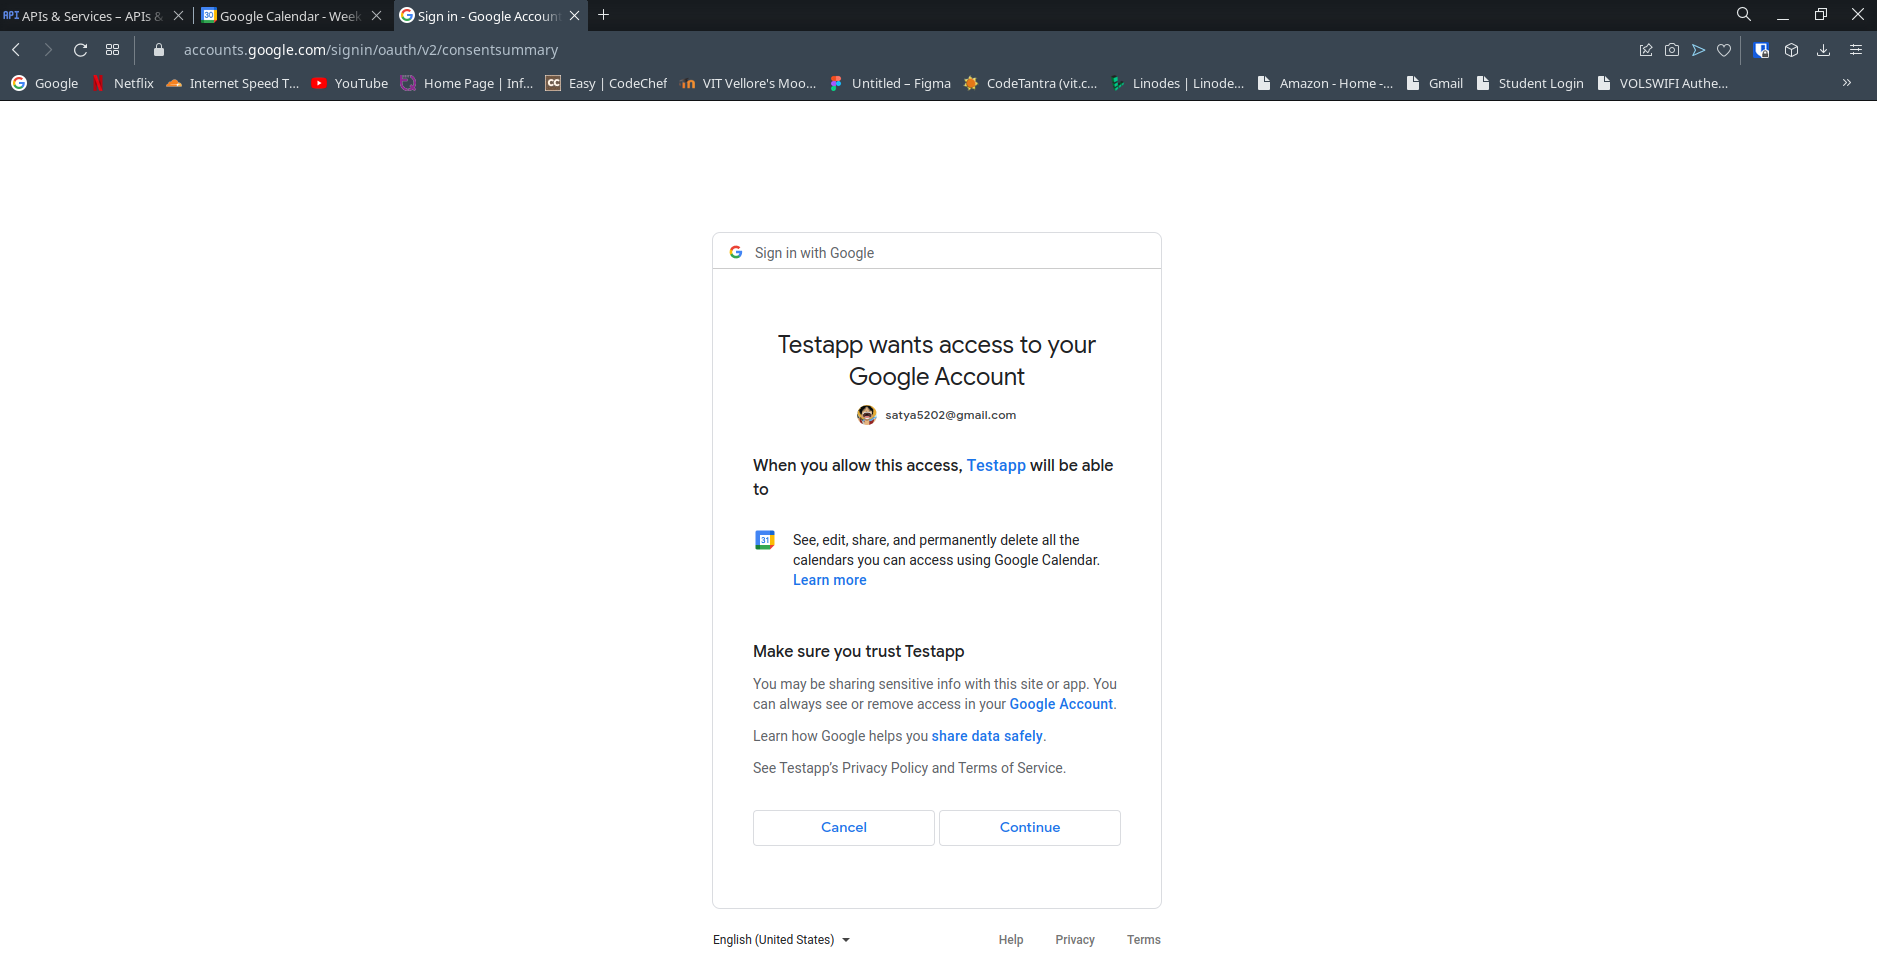 API APIs & Services – APIs &
30 Google Calendar - Week
Sign in - Google Account
accounts.google.com/signin/oauth/v2/consentsummary
Google
Netflix
Internet Speed T...
YouTube
Home Page | Inf...
CC Easy | CodeChef
VIT Vellore's Moo...
Untitled – Figma
CodeTantra (vit.c...
Linodes | Linode...
Amazon - Home -...
Gmail
Student Login
VOLSWIFI Authe...
Sign in with Google
Testapp wants access to your
Google Account
satya5202@gmail.com
When you allow this access, Testapp will be able
to
31
See, edit, share, and permanently delete all the
calendars you can access using Google Calendar.
Learn more
Make sure you trust Testapp
You may be sharing sensitive info with this site or app. You
can always see or remove access in your Google Account.
Learn how Google helps you share data safely.
See Testapp’s Privacy Policy and Terms of Service.
Cancel
Continue
English (United States)
Help
Privacy
Terms